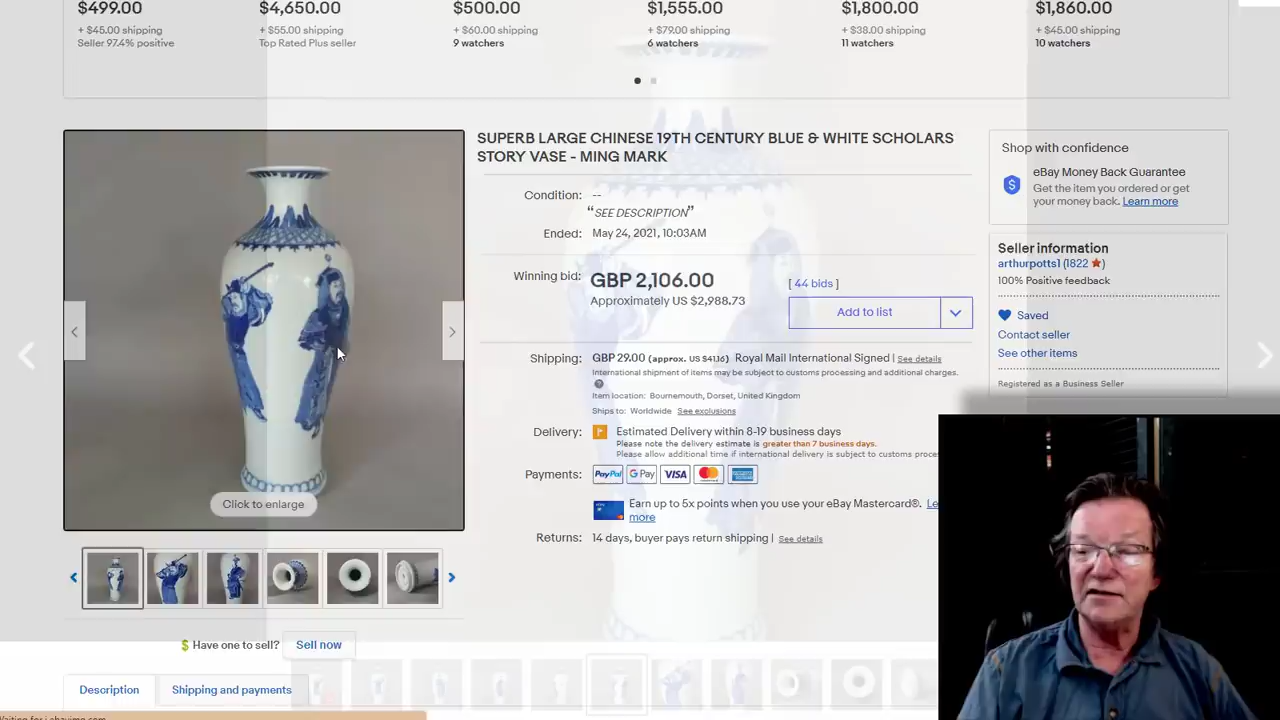 $499.00
$4,650.00
$500.00
$1,555.00
$1,800.00
$1,860.00
+ $45.00 shipping
+ $55.00 shipping
+ $60.00 shipping
+ $79.00 shipping
+ $38.00 shipping
+ $45.00 shipping
Seller 97.4% positive
Top Rated Plus seller
9 watchers
6 watchers
11 watchers
10 watchers
SUPERB LARGE CHINESE 19TH CENTURY BLUE & WHITE SCHOLARS
STORY VASE - MING MARK
Condition: --
“SEE DESCRIPTION”
Ended: May 24, 2021, 10:03AM
Winning bid: GBP 2,106.00
[ 44 bids ]
Approximately US $2,988.73
Add to list
Shipping: GBP 29.00 (approx. US $41.16) Royal Mail International Signed | See details
International shipment of items may be subject to customs processing and additional charges.
Item location: Bournemouth, Dorset, United Kingdom
Ships to: Worldwide See exclusions
Delivery: Estimated Delivery within 8-19 business days
Please note the delivery estimate is greater than 7 business days.
Please allow additional time if international delivery is subject to customs proce
Payments: PayPal G Pay VISA
Earn up to 5x points when you use your eBay Mastercard®. Le
more
Returns: 14 days, buyer pays return shipping | See details
Shop with confidence
eBay Money Back Guarantee
Get the item you ordered or get
your money back. Learn more
Seller information
arthurpotts1 (1822 )
100% Positive feedback
Saved
Contact seller
See other items
Registered as a Business Seller
Click to enlarge
Have one to sell? Sell now
Description
Shipping and payments